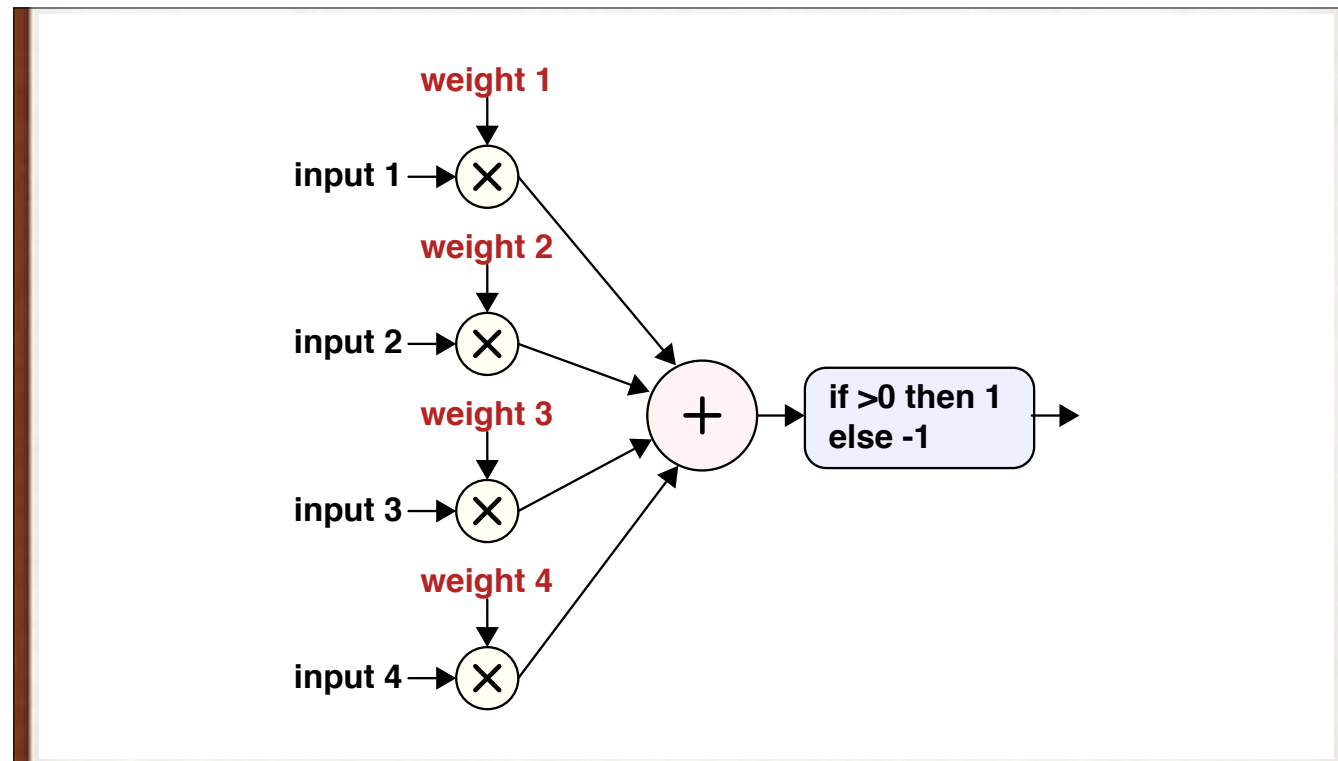 weight 1
input 1
weight 2
input 2
weight 3
input 3
weight 4
input 4
+
if >0 then 1
else -1